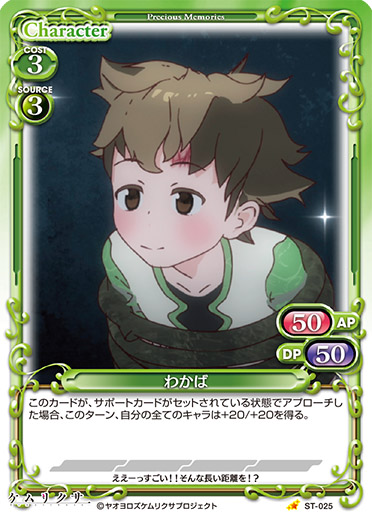 Precious Memories
Character
COST
3
SOURCE
3
50 AP
DP 50
わかば
このカードが、サポートカードがセットされている状態でアプローチし
た場合、このターン、自分の全てのキャラは+20/+20を得る。
ええーっすごい!!そんな長い距離を!?
ケムリクサ
©ヤオヨロズケムリクサプロジェクト
ST-025